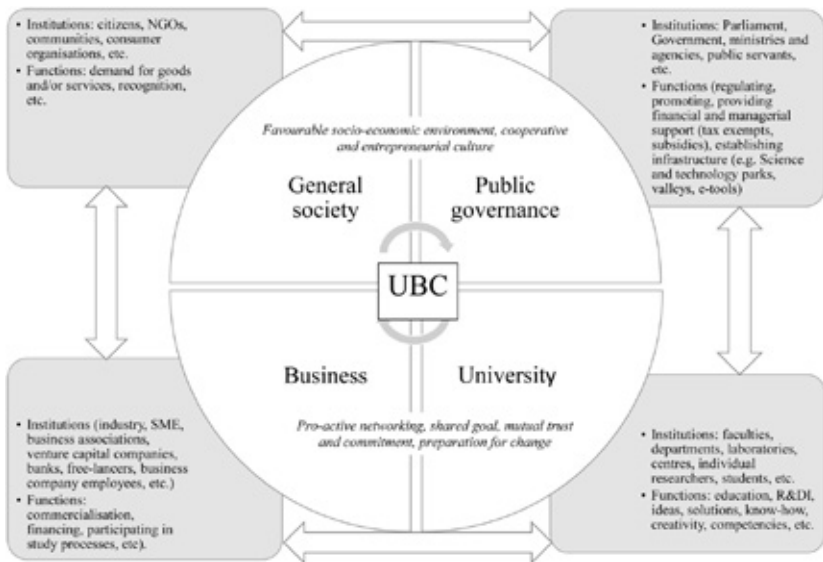 • Institutions: citizens, NGOs,
communities, consumer
organisations, etc.
• Functions: demand for goods
and/or services, recognition,
etc.
• Institutions: Parliament,
Government, ministries and
agencies, public servants,
etc.
• Functions (regulating,
promoting, providing
financial and managerial
support (tax exempts,
subsidies), establishing
infrastructure (e.g. Science
and technology parks,
valleys, e-tools)
Favourable socio-economic environment, cooperative
and entrepreneurial culture
General
society
Public
governance
UBC
Business
University
Pro-active networking, shared goal, mutual trust
and commitment, preparation for change
• Institutions (industry, SME,
business associations,
venture capital companies,
banks, free-lancers, business
company employees, etc.)
• Functions:
commercialisation,
financing, participating in
study processes, etc).
• Institutions: faculties,
departments, laboratories,
centres, individual
researchers, students, etc.
• Functions: education, R&DI,
ideas, solutions, know-how,
creativity, competencies, etc.